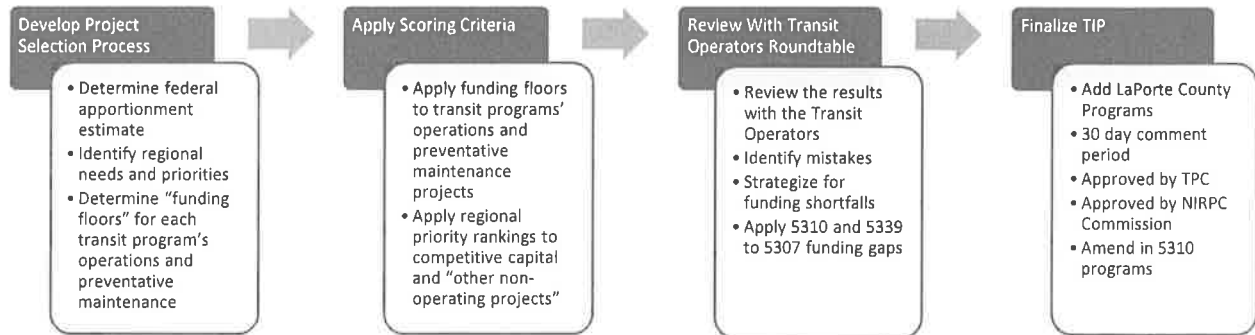 Develop Project
Selection Process
• Determine federal
apportionment
estimate
• Identify regional
needs and priorities
• Determine “funding
floors” for each
transit program's
operations and
preventative
maintenance
Apply Scoring Criteria
• Apply funding floors
to transit programs’
operations and
preventative
maintenance
projects
• Apply regional
priority rankings to
competitive capital
and “other non-
operating projects”
Review With Transit
Operators Roundtable
• Review the results
with the Transit
Operators
• Identify mistakes
• Strategize for
funding shortfalls
• Apply 5310 and 5339
to 5307 funding gaps
Finalize TIP
• Add LaPorte County
Programs
• 30 day comment
period
• Approved by TPC
• Approved by NIRPC
Commission
• Amend in 5310
programs